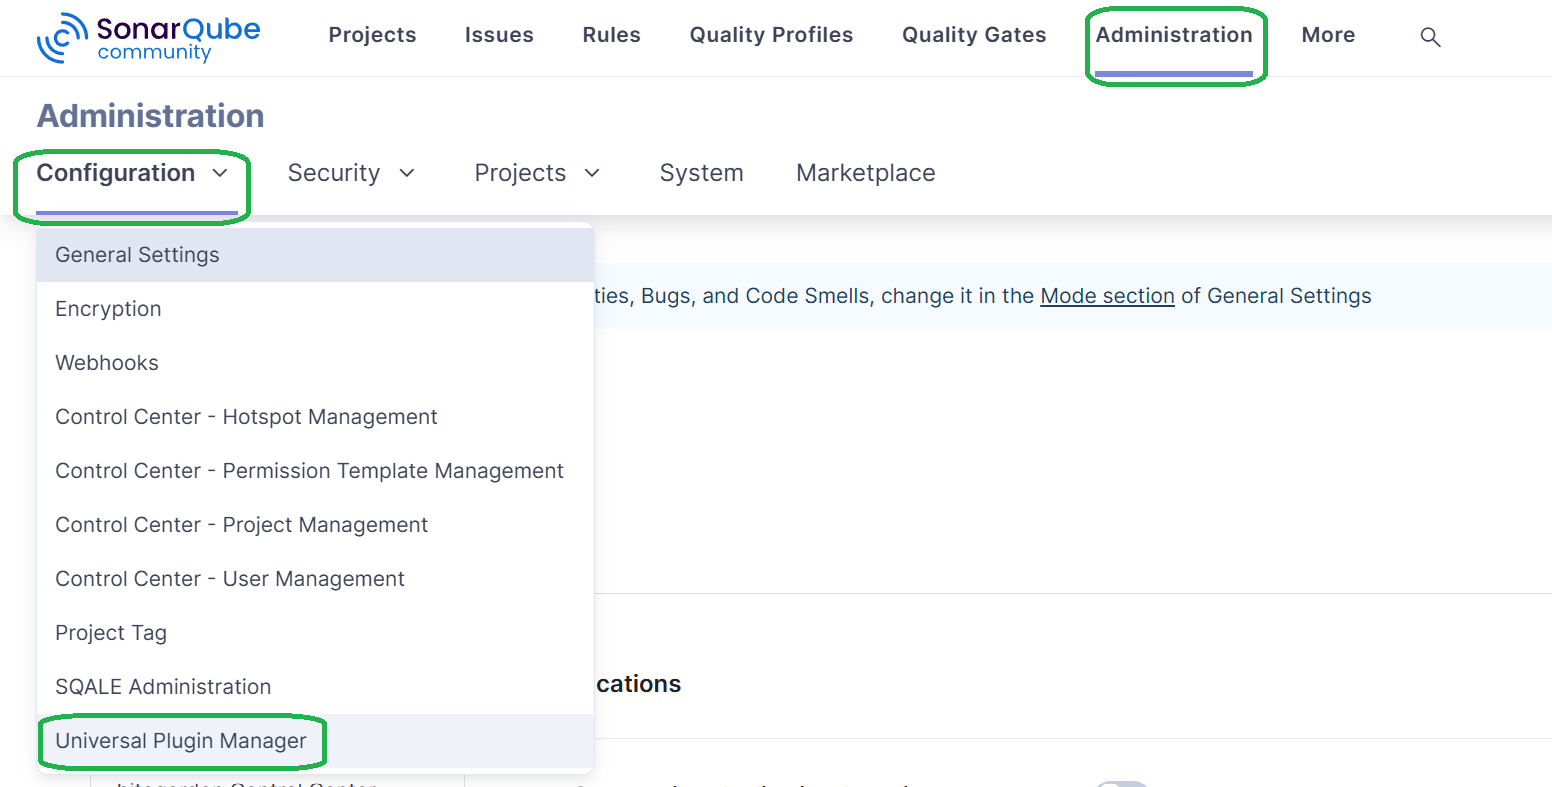 SonarQube
community
Projects Issues Rules Quality Profiles Quality Gates Administration More
Administration
Configuration Security Projects System Marketplace
General Settings
ties, Bugs, and Code Smells, change it in the Mode section of General Settings
Encryption
Webhooks
Control Center - Hotspot Management
Control Center - Permission Template Management
Control Center - Project Management
Control Center - User Management
Project Tag
SQALE Administration
cations
Universal Plugin Manager
bitegarden Control Center